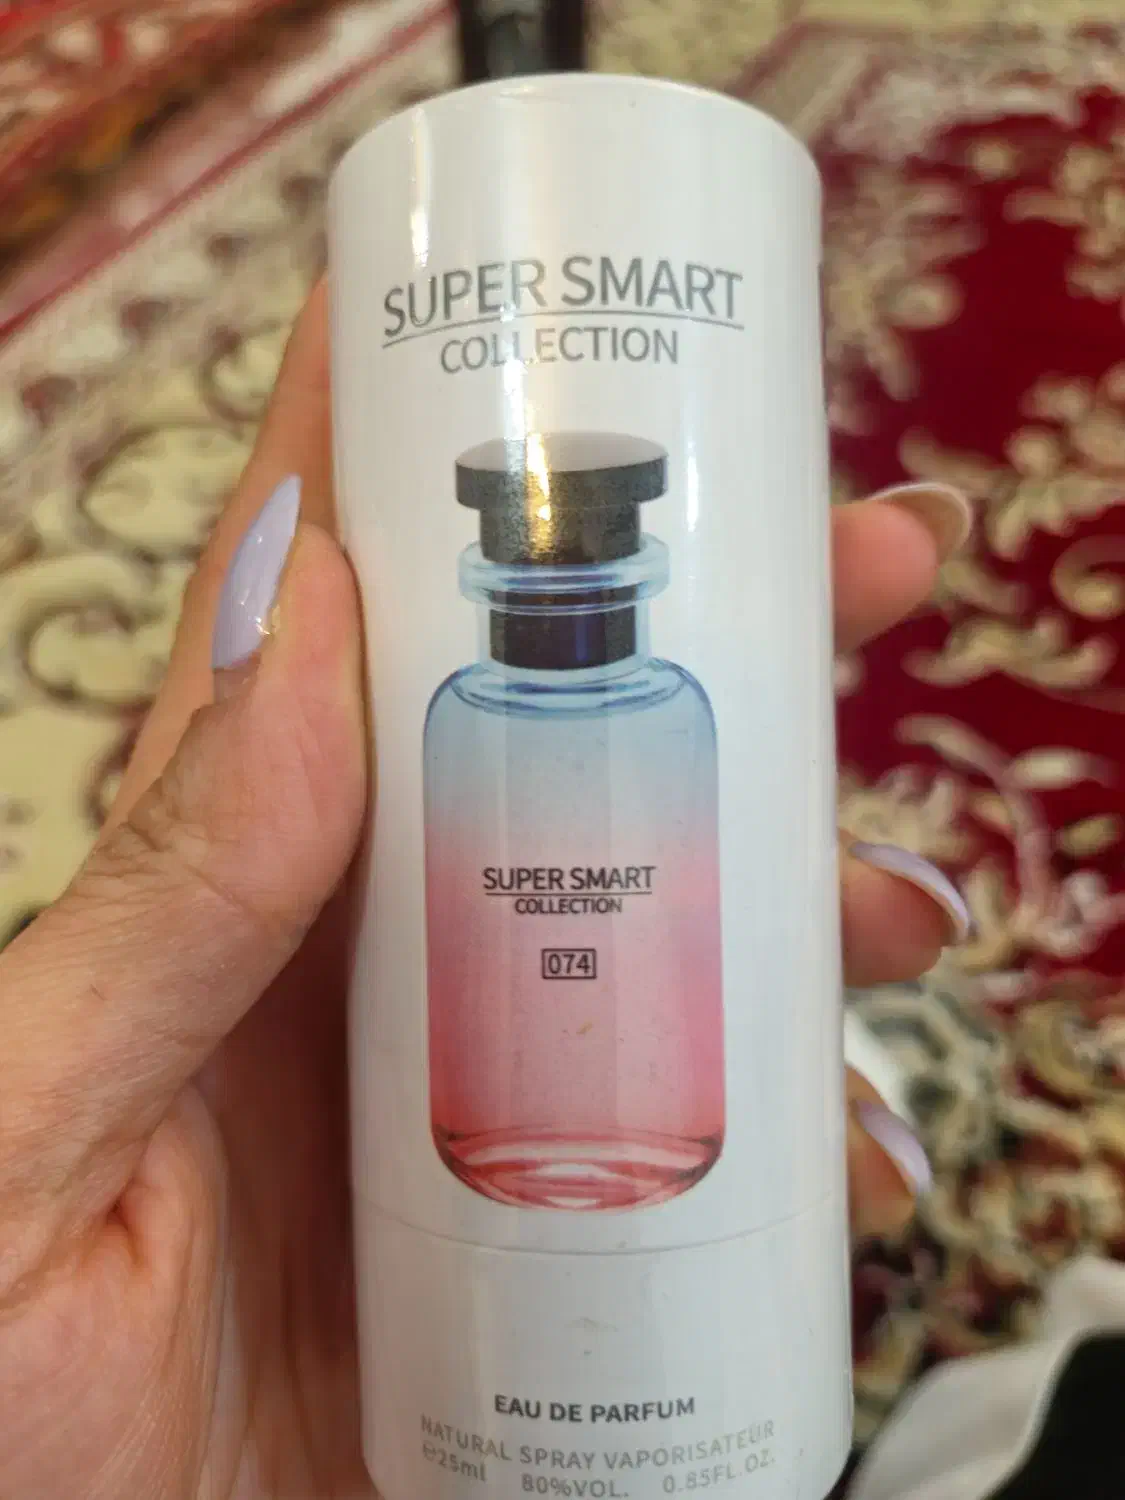 SUPER SMART
COLLECTION
SUPER SMART
COLLECTION
074
EAU DE PARFUM
NATURAL SPRAY VAPORISATEUR
℮25ml 80%VOL. 0.85FL.OZ.